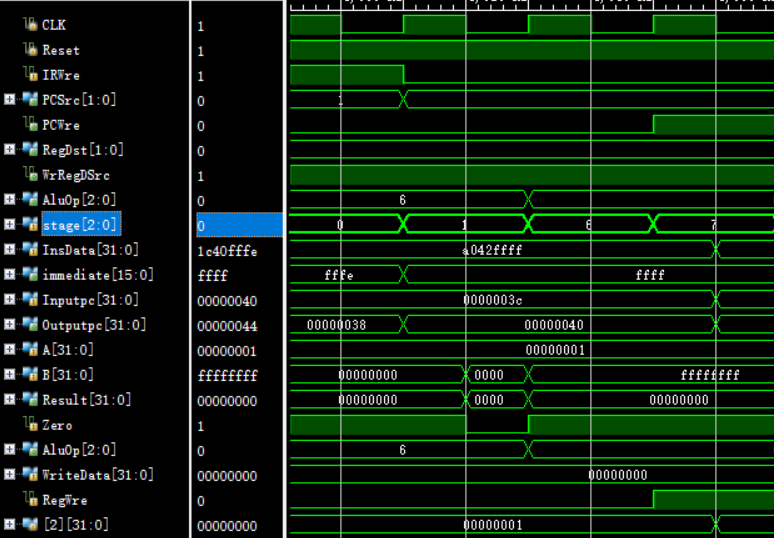 CLK 1
Reset 1
IRWre 1
PCSrc[1:0] 0 1
PCWre 0
RegDst[1:0] 0
WrRegDSrc 1
AluOp[2:0] 0 6
stage[2:0] 0 0 1 6 7
InsData[31:0] 1c40fffe a042ffff
immediate[15:0] ffff fffe ffff
Inputpc[31:0] 00000040 0000003c
Outputpc[31:0] 00000044 00000038 00000040
A[31:0] 00000001 00000001
B[31:0] ffffffff 00000000 0000 ffffffff
Result[31:0] 00000000 00000000 0000 00000000
Zero 1
AluOp[2:0] 0 6
WriteData[31:0] 00000000 00000000
RegWre 0
[2][31:0] 00000000 00000001